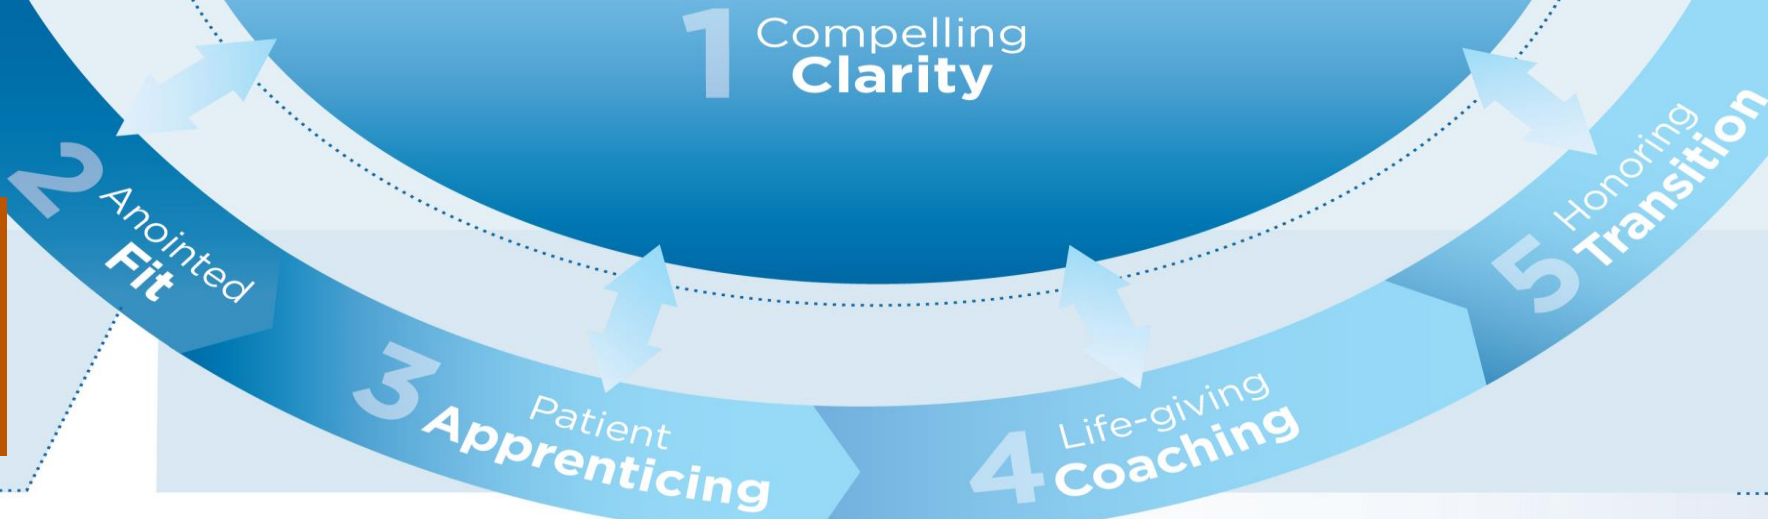 1 Compelling
Clarity
2 Anointed
Fit
3 Patient
Apprenticing
4 Life-giving
Coaching
5 Honoring
Transition